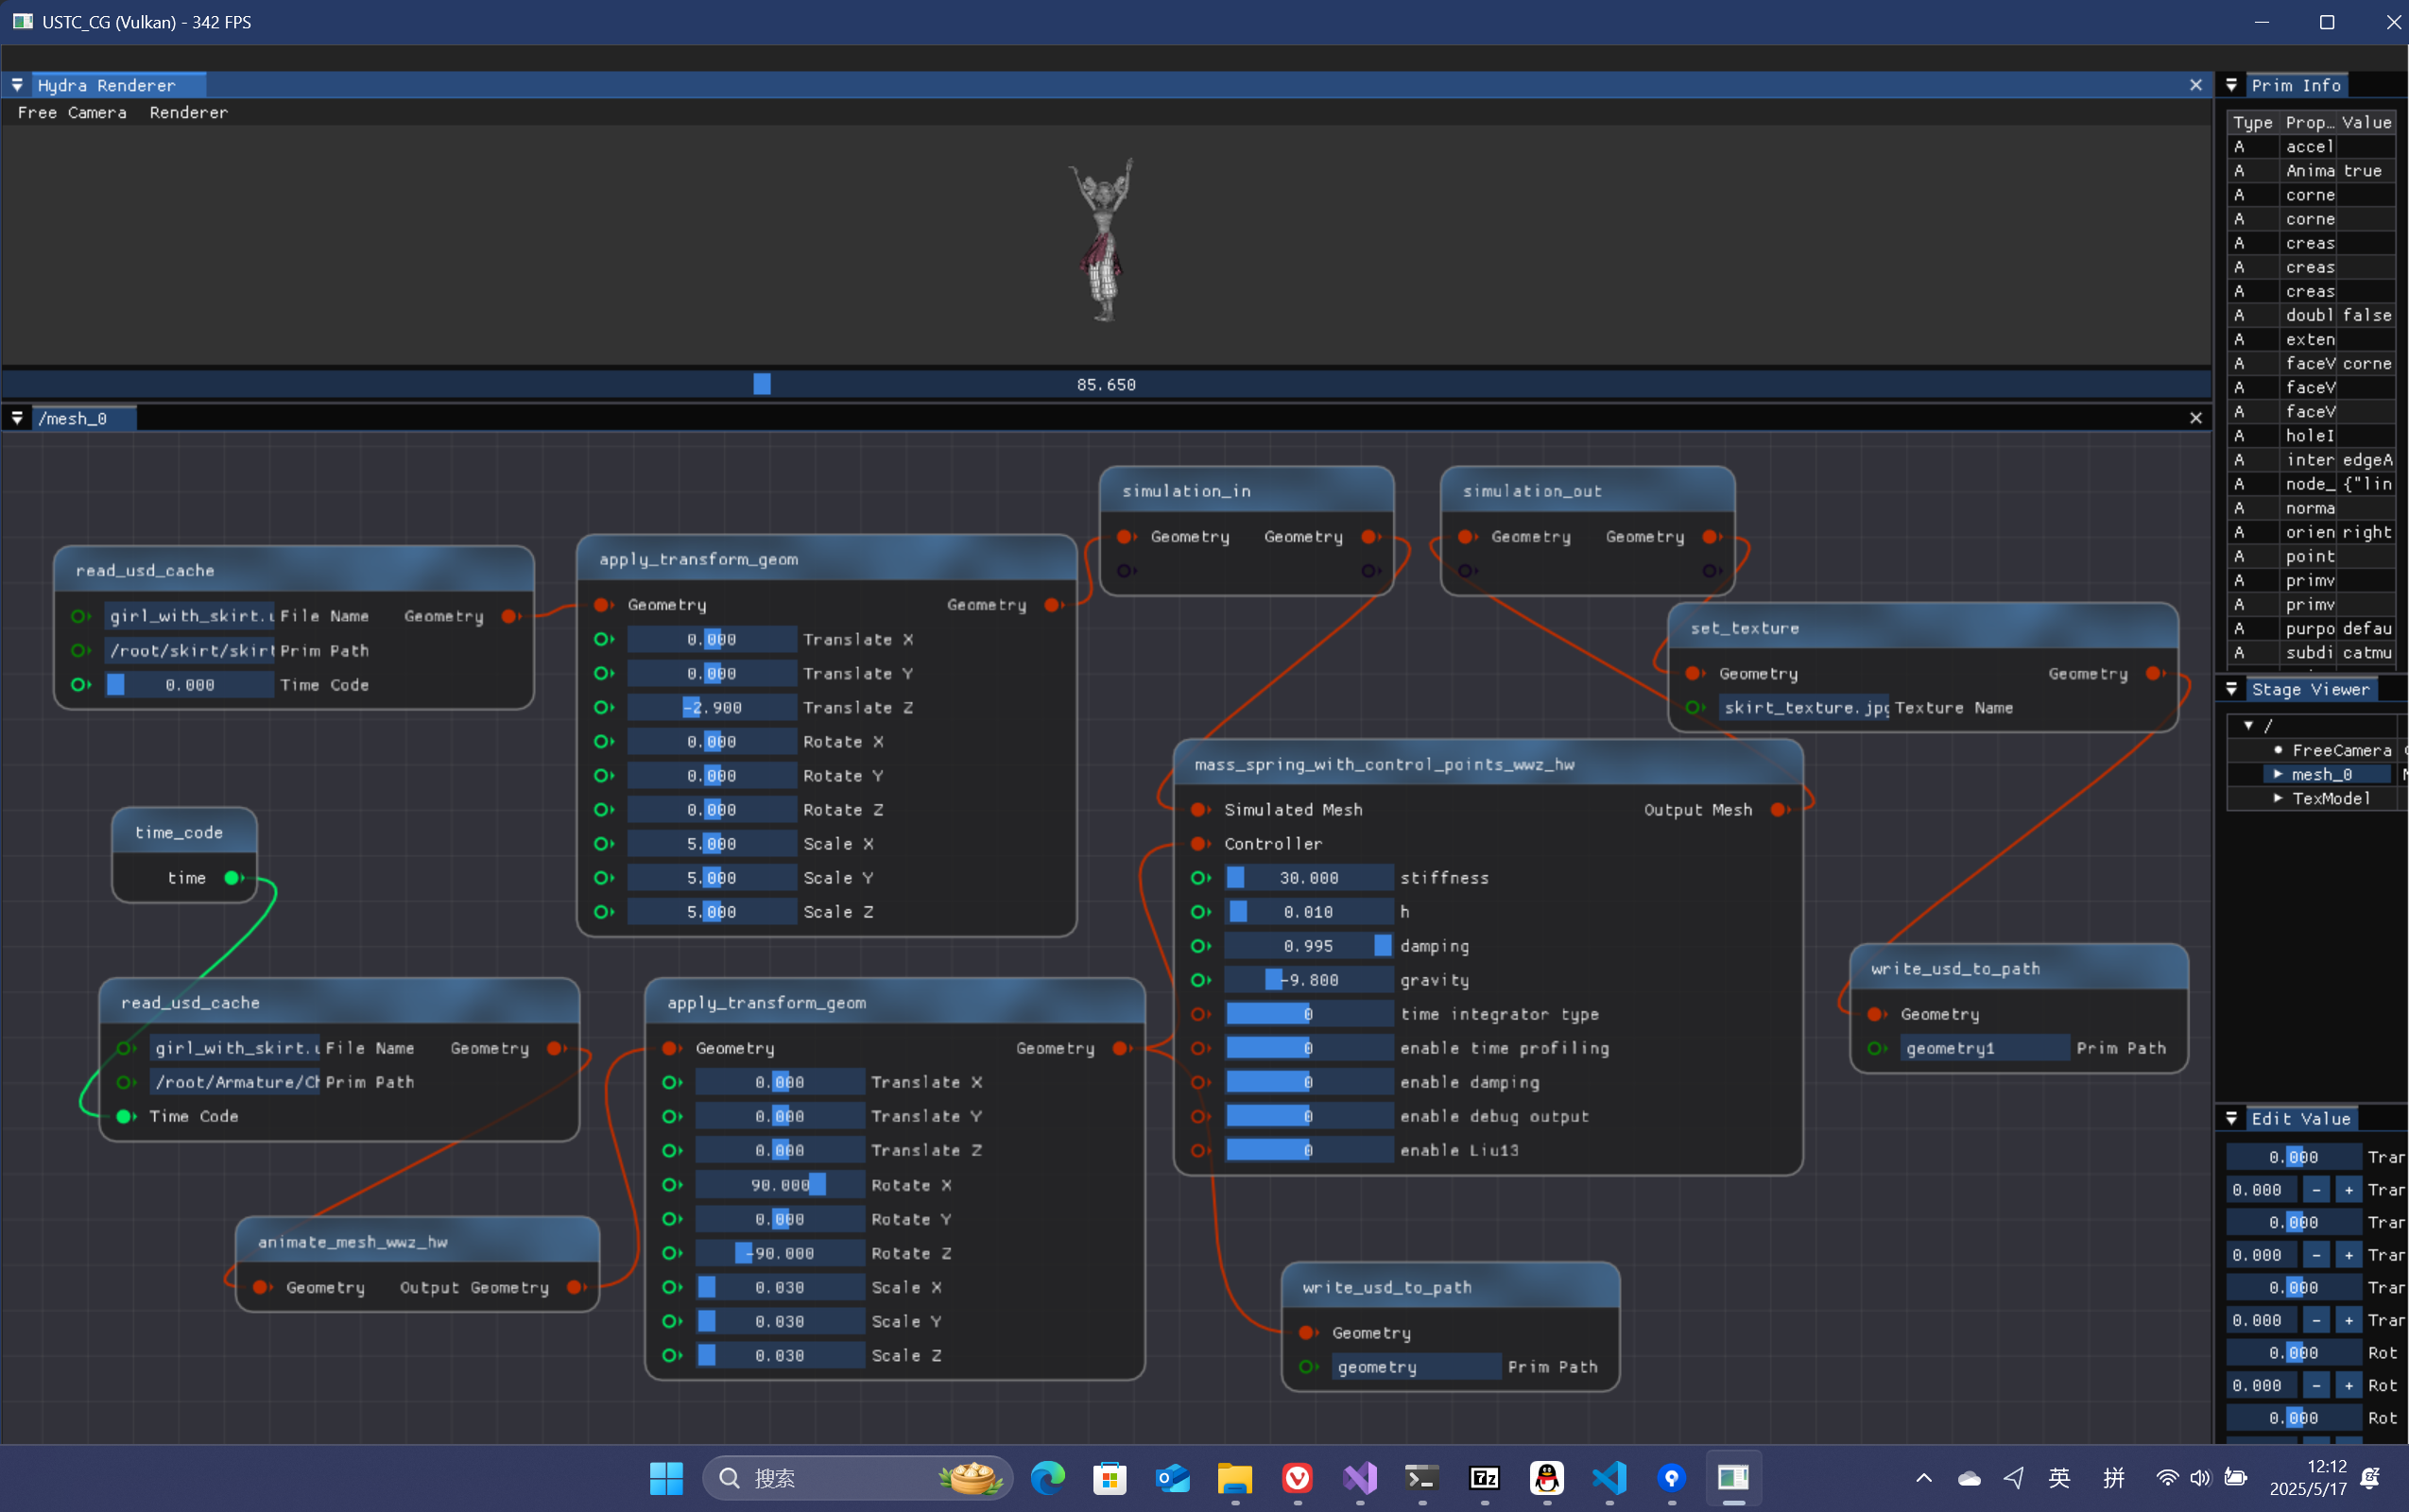 USTC_CG (Vulkan) - 342 FPS
Hydra Renderer
Free Camera Renderer
85.650
/mesh_0
read_usd_cache
girl_with_skirt.u File Name Geometry
/root/skirt/skirt Prim Path
0.000 Time Code
time_code
time
read_usd_cache
girl_with_skirt.u File Name Geometry
/root/Armature/Ch Prim Path
Time Code
animate_mesh_wwz_hw
Geometry Output Geometry
apply_transform_geom
Geometry Geometry
0.000 Translate X
0.000 Translate Y
-2.900 Translate Z
0.000 Rotate X
0.000 Rotate Y
0.000 Rotate Z
5.000 Scale X
5.000 Scale Y
5.000 Scale Z
apply_transform_geom
Geometry Geometry
0.000 Translate X
0.000 Translate Y
0.000 Translate Z
90.000 Rotate X
0.000 Rotate Y
-90.000 Rotate Z
0.030 Scale X
0.030 Scale Y
0.030 Scale Z
simulation_in
Geometry Geometry
simulation_out
Geometry Geometry
set_texture
Geometry Geometry
skirt_texture.jpg Texture Name
mass_spring_with_control_points_wwz_hw
Simulated Mesh Output Mesh
Controller
30.000 stiffness
0.010 h
0.995 damping
-9.800 gravity
0 time integrator type
0 enable time profiling
0 enable damping
0 enable debug output
0 enable Liu13
write_usd_to_path
Geometry
geometry1 Prim Path
write_usd_to_path
Geometry
geometry Prim Path
Prim Info
Type Prop... Value
A accel
A Anima true
A corne
A corne
A creas
A creas
A creas
A doubl false
A exten
A faceV corne
A faceV
A faceV
A holeI
A inter edgeA
A node_ {"lin
A norma
A orien right
A point
A primv
A primv
A purpo defau
A subdi catmu
Stage Viewer
/
FreeCamera
mesh_0
TexModel
Edit Value
0.000 Trar
0.000 - + Trar
0.000 Trar
0.000 - + Trar
0.000 Trar
0.000 - + Trar
0.000 Rot
0.000 - + Rot
0.000 Rot
搜索
7z
英
拼
12:12
2025/5/17